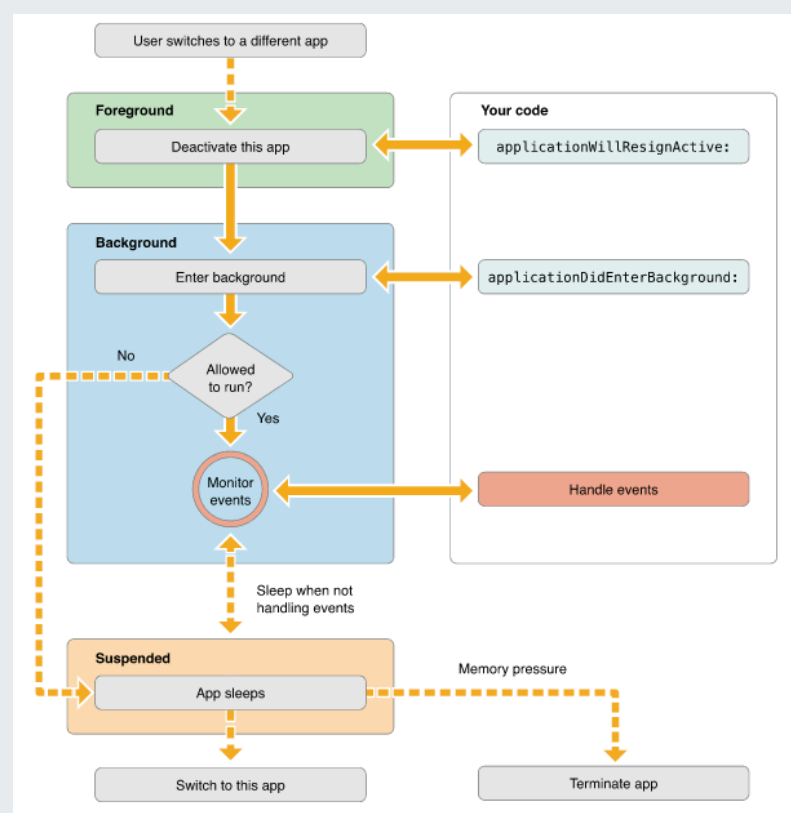 User switches to a different app
Foreground
Your code
Deactivate this app
applicationWillResignActive:
Background
Enter background
applicationDidEnterBackground:
No
Allowed
to run?
Yes
Monitor
events
Handle events
Sleep when not
handling events
Suspended
Memory pressure
App sleeps
Switch to this app
Terminate app